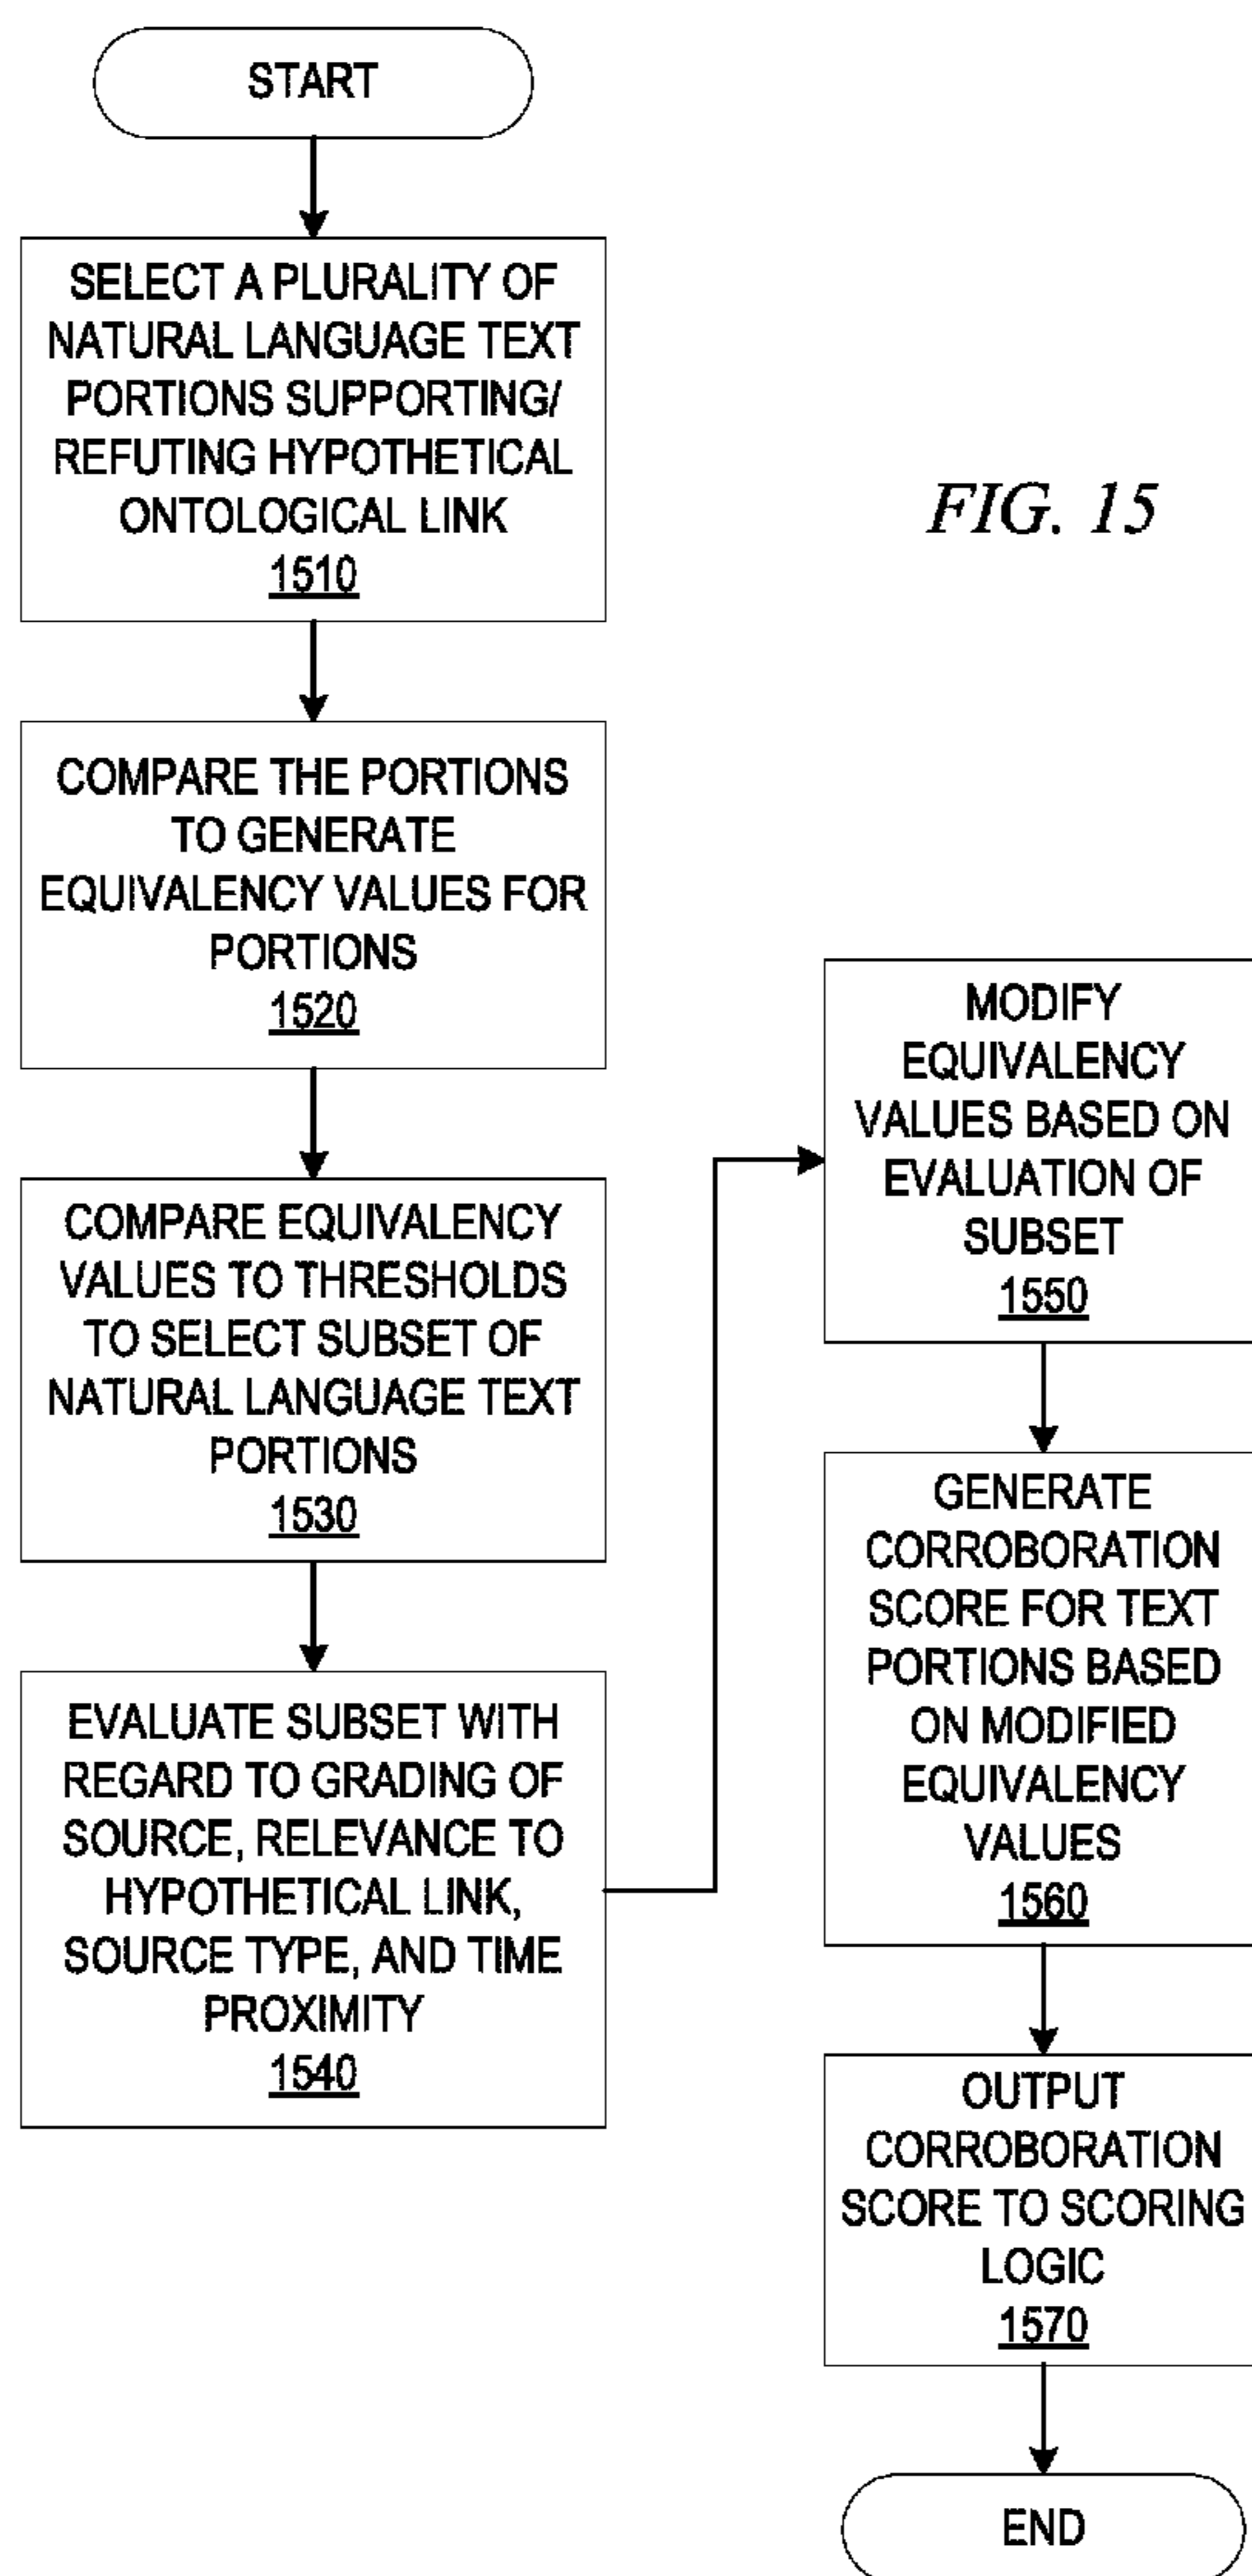 START
SELECT A PLURALITY OF
NATURAL LANGUAGE TEXT
PORTIONS SUPPORTING/
REFUTING HYPOTHETICAL
ONTOLOGICAL LINK
1510
COMPARE THE PORTIONS
TO GENERATE
EQUIVALENCY VALUES FOR
PORTIONS
1520
COMPARE EQUIVALENCY
VALUES TO THRESHOLDS
TO SELECT SUBSET OF
NATURAL LANGUAGE TEXT
PORTIONS
1530
EVALUATE SUBSET WITH
REGARD TO GRADING OF
SOURCE, RELEVANCE TO
HYPOTHETICAL LINK,
SOURCE TYPE, AND TIME
PROXIMITY
1540
FIG. 15
MODIFY
EQUIVALENCY
VALUES BASED ON
EVALUATION OF
SUBSET
1550
GENERATE
CORROBORATION
SCORE FOR TEXT
PORTIONS BASED
ON MODIFIED
EQUIVALENCY
VALUES
1560
OUTPUT
CORROBORATION
SCORE TO SCORING
LOGIC
1570
END